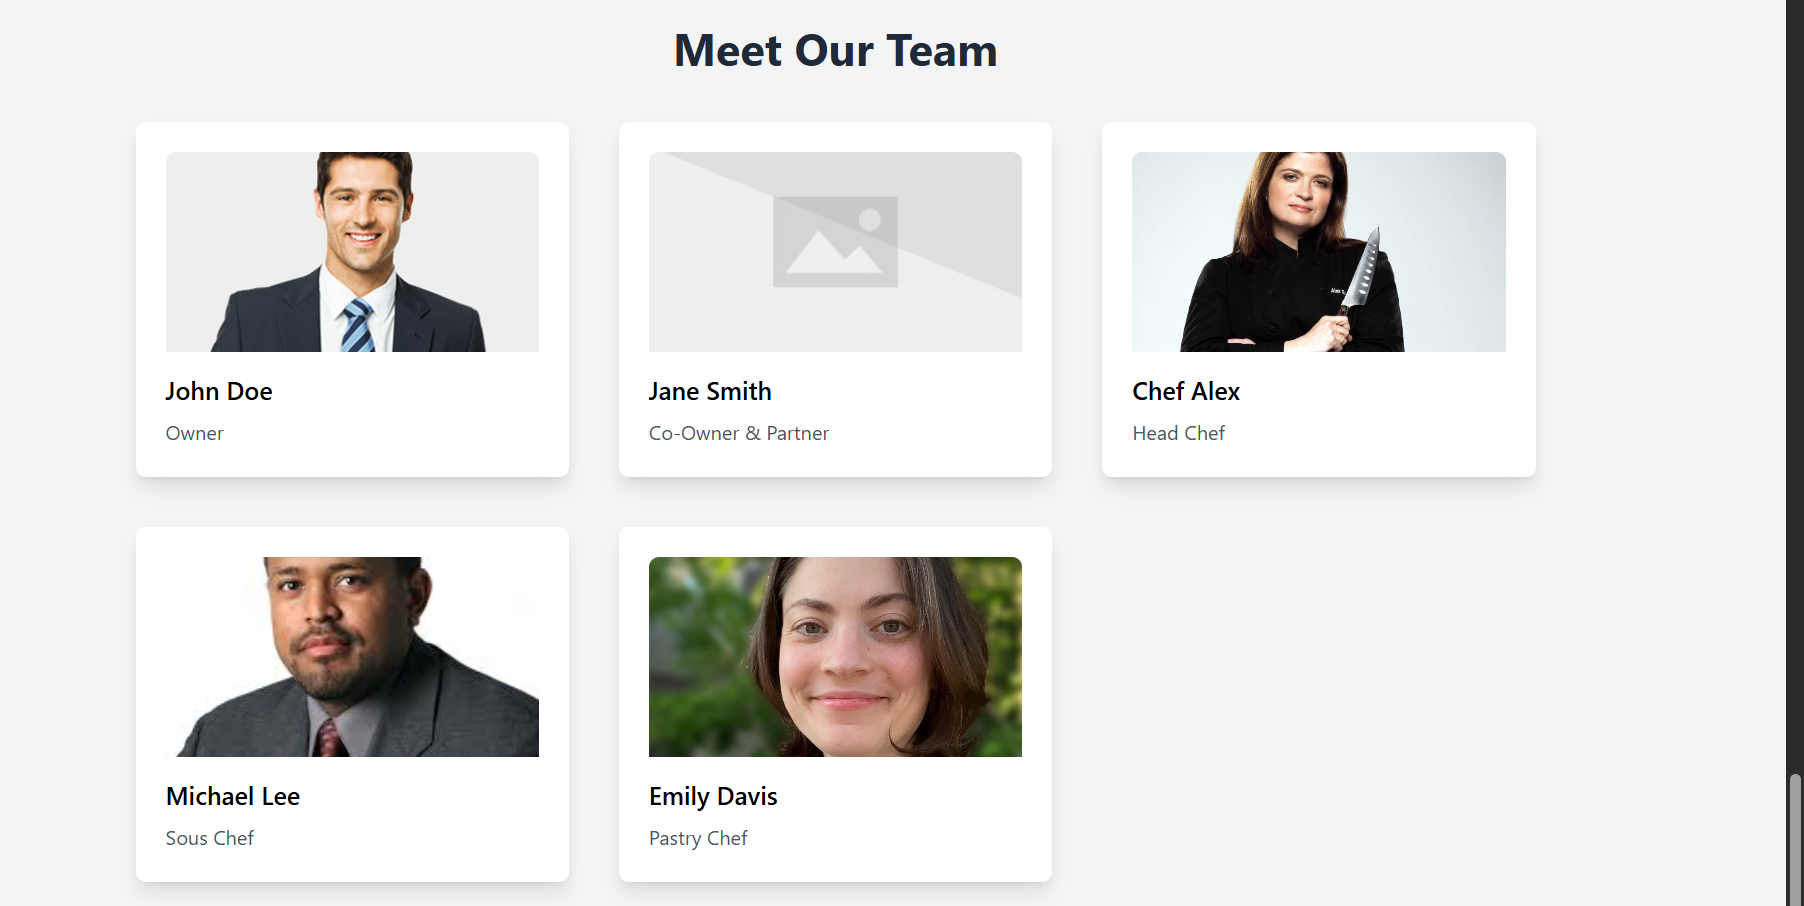 Meet Our Team
John Doe
Owner
Jane Smith
Co-Owner & Partner
Chef Alex
Head Chef
Michael Lee
Sous Chef
Emily Davis
Pastry Chef